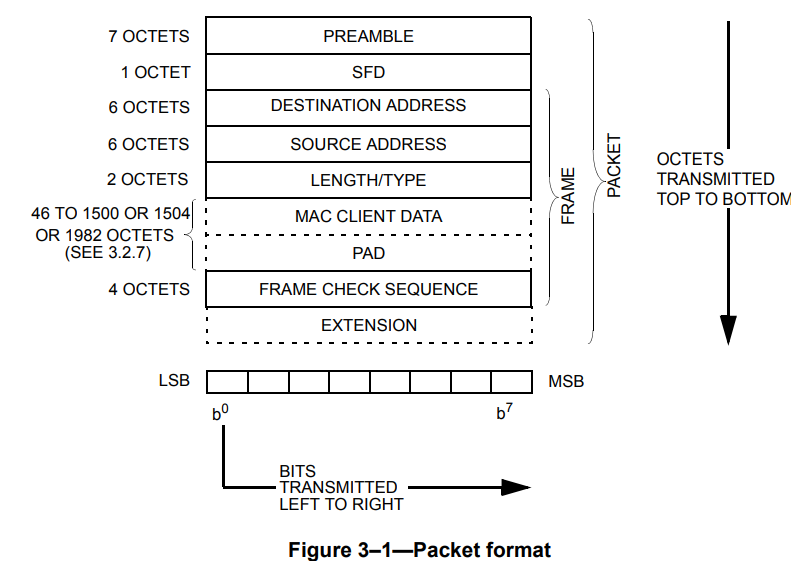 7 OCTETS PREAMBLE
1 OCTET SFD
6 OCTETS DESTINATION ADDRESS
6 OCTETS SOURCE ADDRESS
2 OCTETS LENGTH/TYPE
46 TO 1500 OR 1504
OR 1982 OCTETS
(SEE 3.2.7)
MAC CLIENT DATA
PAD
4 OCTETS FRAME CHECK SEQUENCE
EXTENSION
FRAME
PACKET
OCTETS
TRANSMITTED
TOP TO BOTTOM
LSB MSB
b0 b7
BITS
TRANSMITTED
LEFT TO RIGHT
Figure 3–1—Packet format